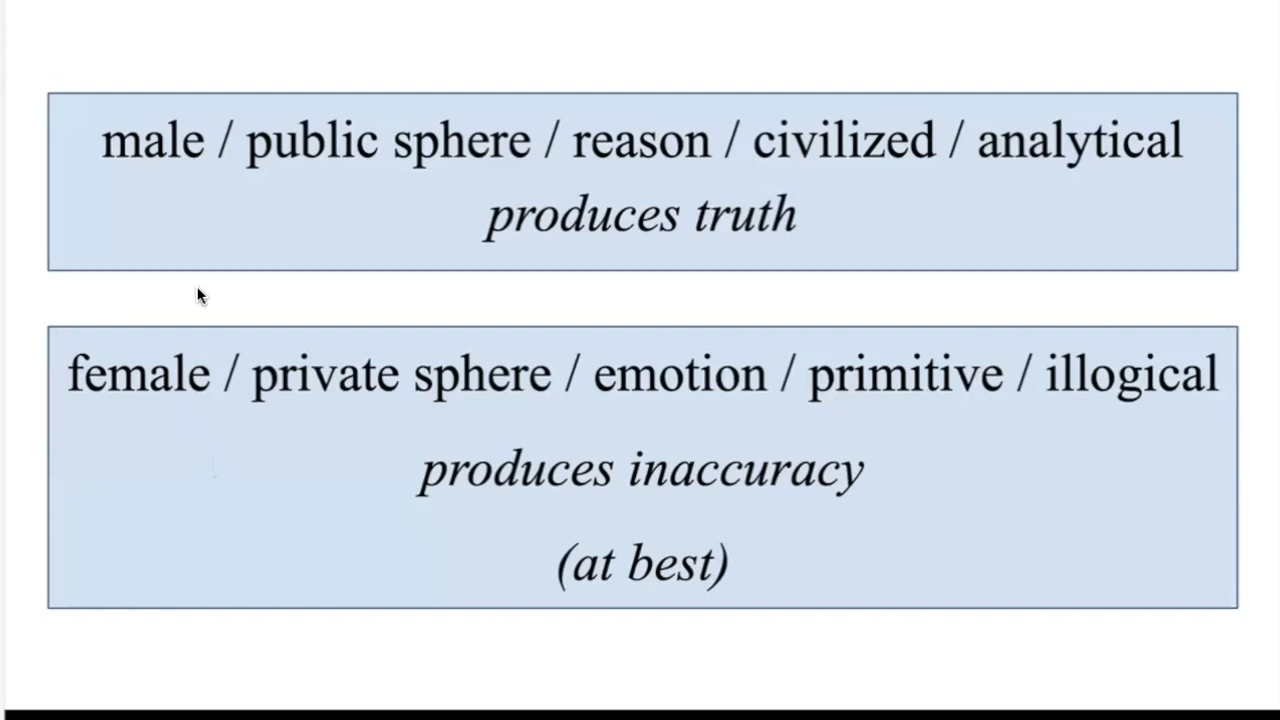 male / public sphere / reason / civilized / analytical
produces truth
female / private sphere / emotion / primitive / illogical
produces inaccuracy
(at best)